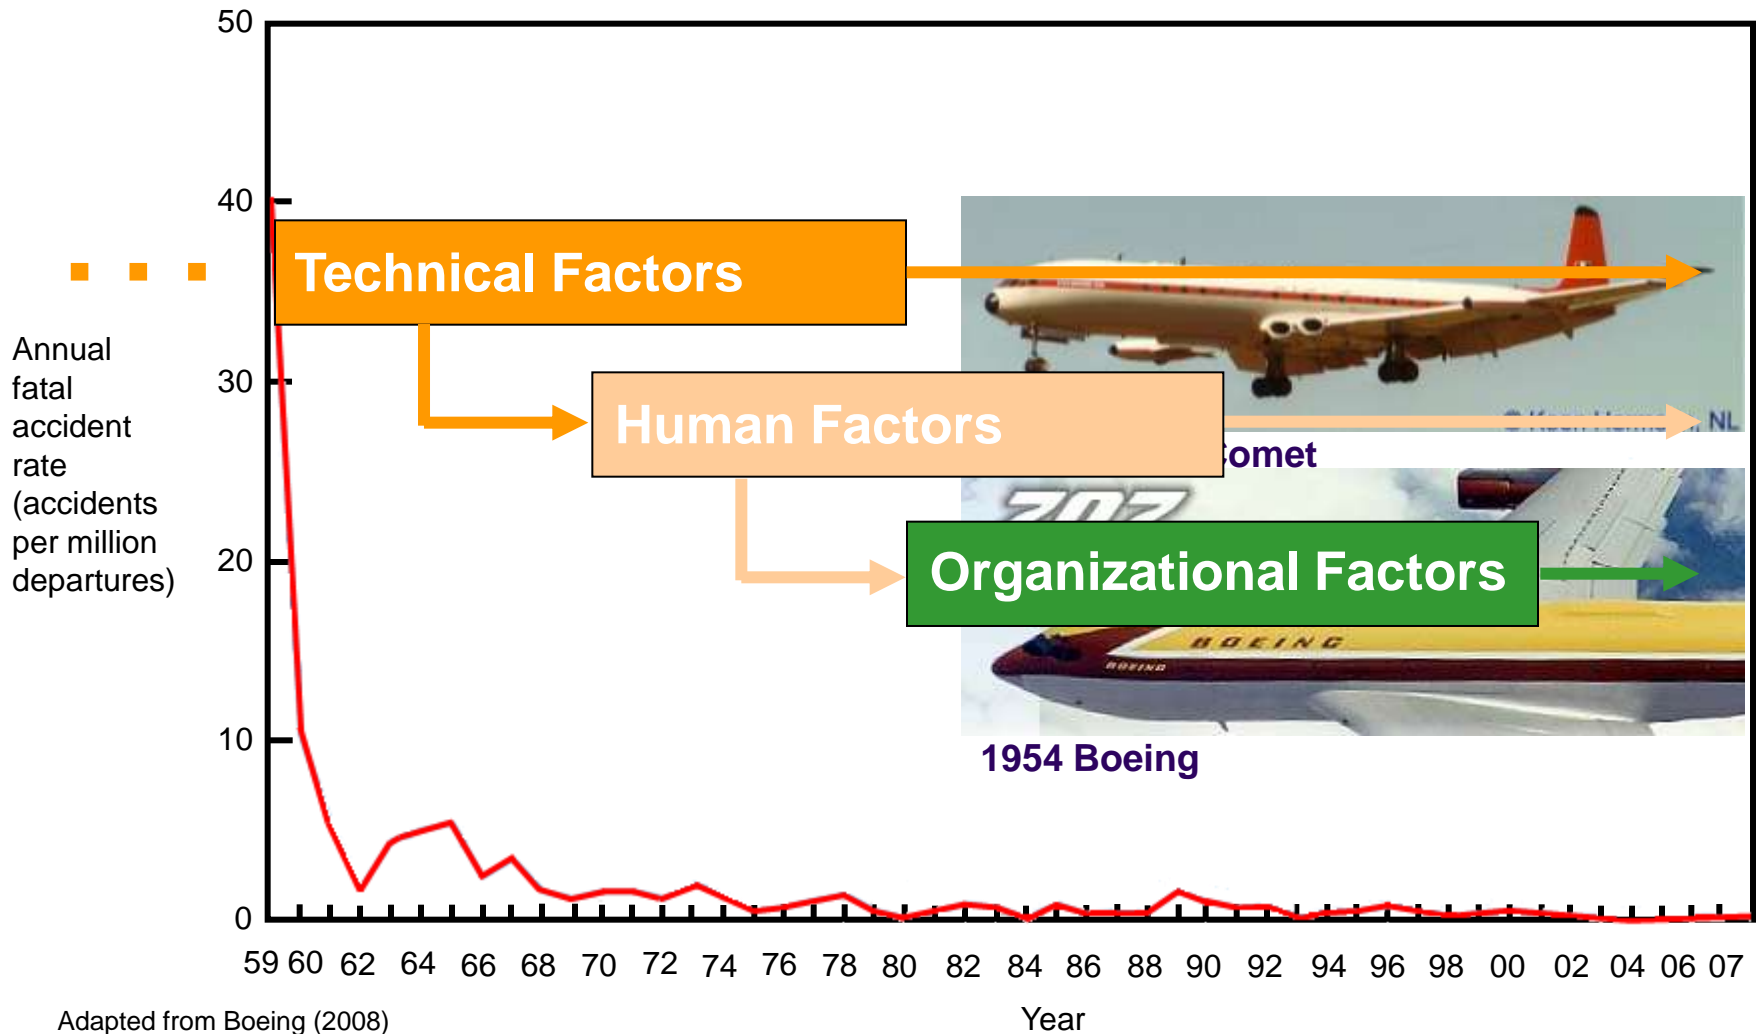 50
40
Technical Factors
Annual
fatal
accident
rate
(accidents
per million
departures)
30
Human Factors
NL
Comet
707
20
Organizational Factors
BOEING
BOEING
10
1954 Boeing
0
59 60 62 64 66 68 70 72 74 76 78 80 82 84 86 88 90 92 94 96 98 00 02 04 06 07
Adapted from Boeing (2008)
Year